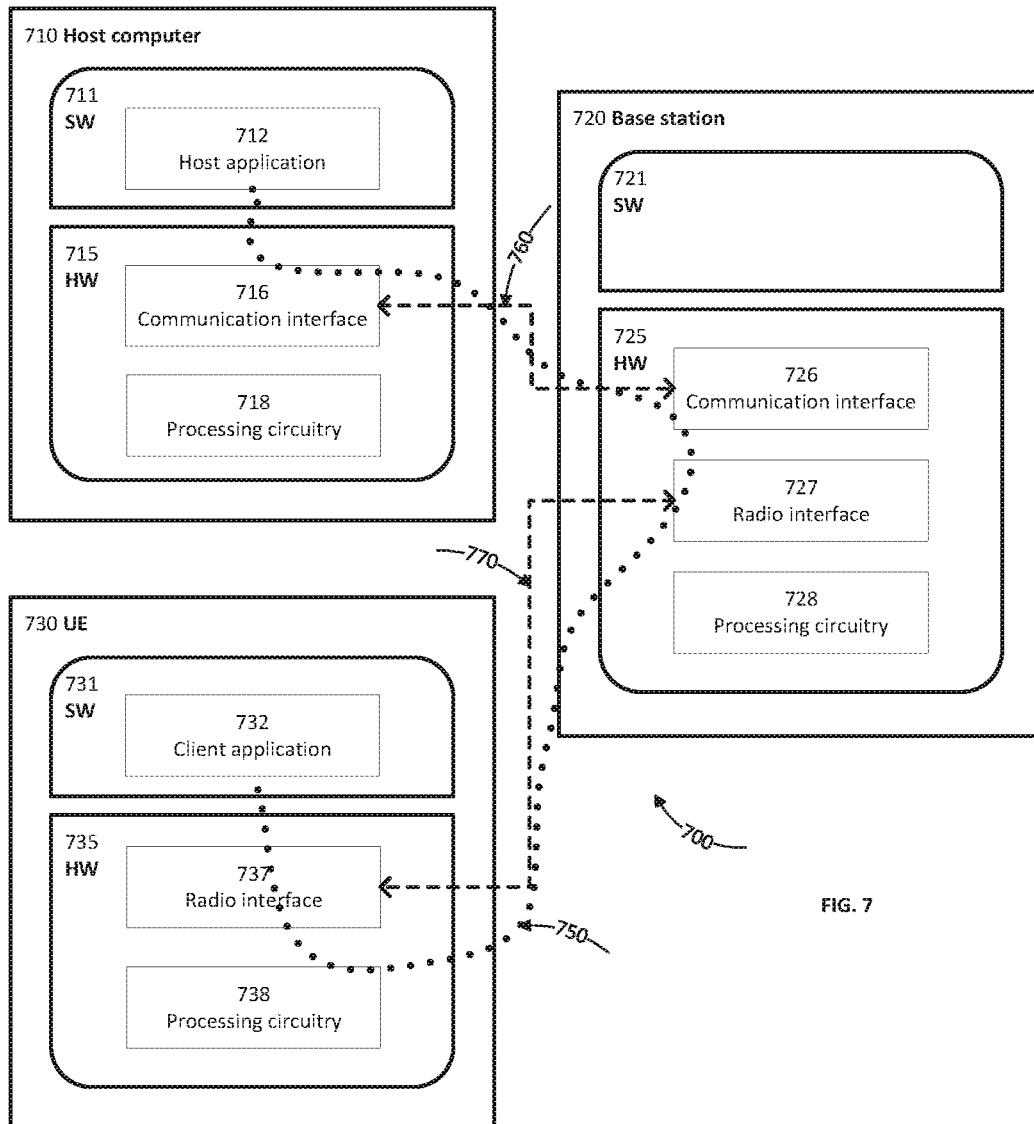 710 Host computer
711
SW
712
Host application
715
HW
716
Communication interface
718
Processing circuitry
760
720 Base station
721
SW
725
HW
726
Communication interface
727
Radio interface
728
Processing circuitry
770
730 UE
731
SW
732
Client application
735
HW
737
Radio interface
738
Processing circuitry
750
700
FIG. 7